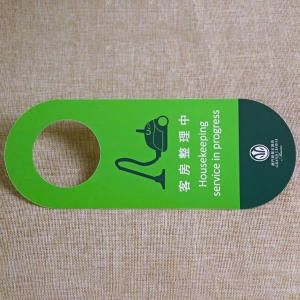 客房整理中
Housekeeping
service in progress